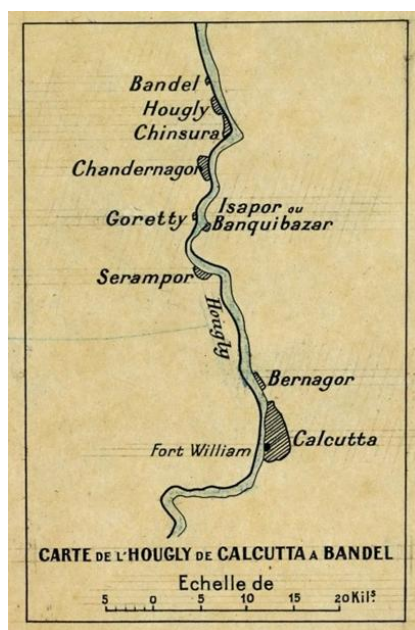 Bandel
Hougly
Chinsura
Chandernagor
Isapor ou
Goretty
Banquibazar
Serampor
Hougly
Bernagor
Calcutta
Fort William
CARTE DE L'HOUGLY DE CALCUTTA A BANDEL
Echelle de
5 0 5 10 15 20 Kil.s